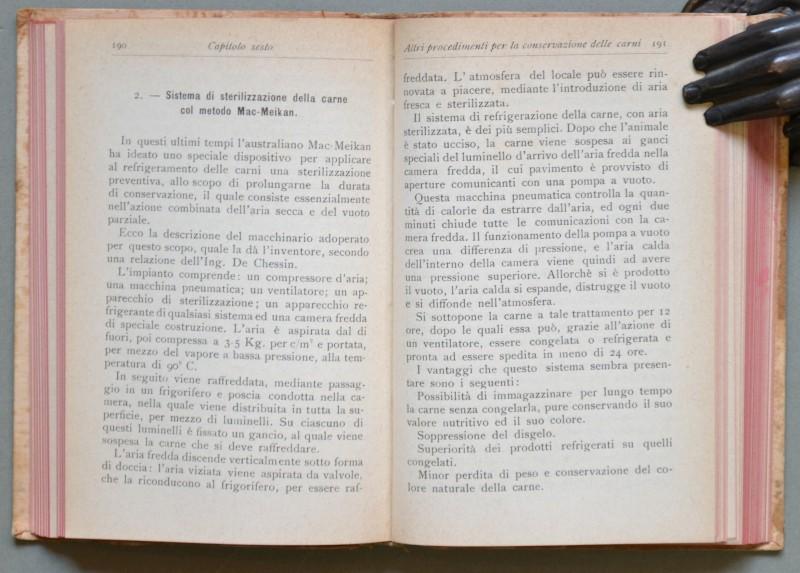 190
Capitolo sesto
2. — Sistema di sterilizzazione della carne
col metodo Mac-Meikan.
In questi ultimi tempi l'australiano Mac-Meikan
ha ideato uno speciale dispositivo per applicare
al refrigeramento delle carni una sterilizzazione
preventiva, allo scopo di prolungarne la durata
di conservazione, il quale consiste essenzialmente
nell'azione combinata dell'aria secca e del vuoto
parziale.
Ecco la descrizione del macchinario adoperato
per questo scopo, quale la dà l'inventore, secondo
una relazione dell'Ing. De Chessin.
L'impianto comprende: un compressore d'aria;
una macchina pneumatica; un ventilatore; un ap-
parecchio di sterilizzazione; un apparecchio re-
frigerante di qualsiasi sistema ed una camera fredda
di speciale costruzione. L'aria è aspirata dal di
fuori, poi compressa a 3-5 Kg. per c/m² e portata,
per mezzo del vapore a bassa pressione, alla tem-
peratura di 90° C.
In seguito viene raffreddata, mediante passag-
gio in un frigorifero e poscia condotta nella ca-
mera, nella quale viene distribuita in tutta la su-
perficie, per mezzo di luminelli. Su ciascuno di
questi luminelli è fissato un gancio, al quale viene
sospesa la carne che si deve raffreddare.
L'aria fredda discende verticalmente sotto forma
di doccia: l'aria viziata viene aspirata da valvole,
che la riconducono al frigorifero, per essere raf-
Altri procedimenti per la conservazione delle carni 191
freddata. L'atmosfera del locale può essere rin-
novata a piacere, mediante l'introduzione di aria
fresca e sterilizzata.
Il sistema di refrigerazione della carne, con aria
sterilizzata, è dei più semplici. Dopo che l'animale
è stato ucciso, la carne viene sospesa ai ganci
speciali del luminello d'arrivo dell'aria fredda nella
camera fredda, il cui pavimento è provvisto di
aperture comunicanti con una pompa a vuoto.
Questa macchina pneumatica controlla la quan-
tità di calorie da estrarre dall'aria, ed ogni due
minuti chiude tutte le comunicazioni con la ca-
mera fredda. Il funzionamento della pompa a vuoto
crea una differenza di pressione, e l'aria calda
dell'interno della camera viene quindi ad avere
una pressione superiore. Allorchè si è prodotto
il vuoto, l'aria calda si espande, distrugge il vuoto
e si diffonde nell'atmosfera.
Si sottopone la carne a tale trattamento per 12
ore, dopo le quali essa può, grazie all'azione di
un ventilatore, essere congelata o refrigerata e
pronta ad essere spedita in meno di 24 ore.
I vantaggi che questo sistema sembra presen-
tare sono i seguenti:
Possibilità di immagazzinare per lungo tempo
la carne senza congelarla, pure conservando il suo
valore nutritivo ed il suo colore.
Soppressione del disgelo.
Superiorità dei prodotti refrigerati su quelli
congelati.
Minor perdita di peso e conservazione del co-
lore naturale della carne.